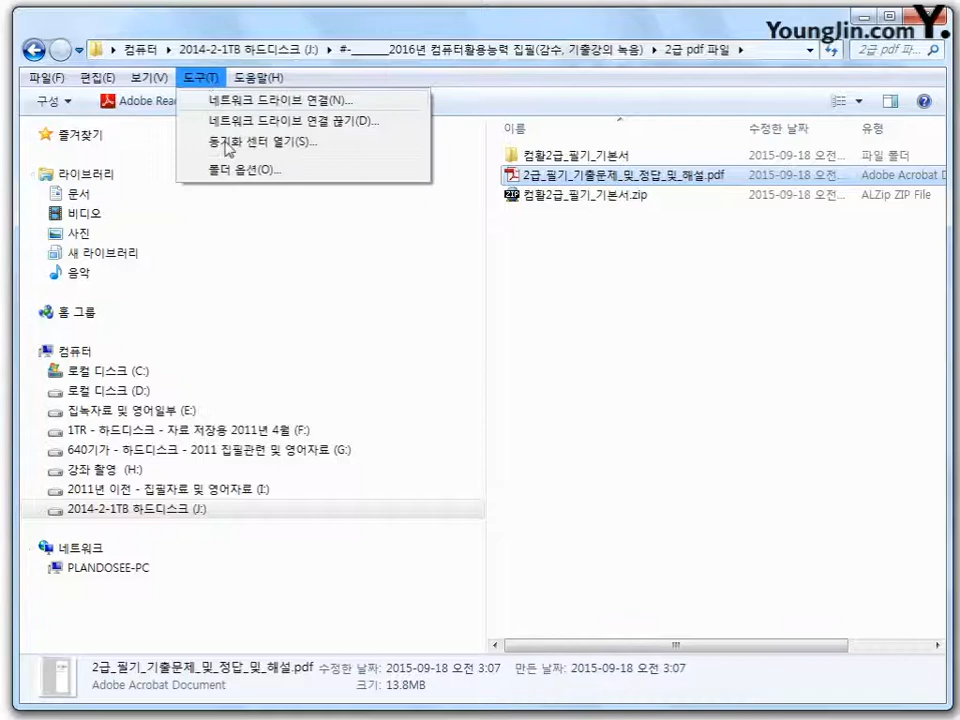 YoungJin.com Y.
컴퓨터 ▸ 2014-2-1TB 하드디스크 (J:) ▸ #-______2016년 컴퓨터활용능력 집필(감수, 기출강의 녹음) ▸ 2급 pdf 파일 ▸
2급 pdf 파...
파일(F) 편집(E) 보기(V) 도구(T) 도움말(H)
구성 Adobe Rea
네트워크 드라이브 연결(N)...
네트워크 드라이브 연결 끊기(D)...
동기화 센터 열기(S)...
폴더 옵션(O)...
즐겨찾기
라이브러리
문서
비디오
사진
새 라이브러리
음악
홈 그룹
컴퓨터
로컬 디스크 (C:)
로컬 디스크 (D:)
집녹자료 및 영어일부 (E:)
1TR - 하드디스크 - 자료 저장용 2011년 4월 (F:)
640기가 - 하드디스크 - 2011 집필관련 및 영어자료 (G:)
강좌 촬영 (H:)
2011년 이전 - 집필자료 및 영어자료 (I:)
2014-2-1TB 하드디스크 (J:)
네트워크
PLANDOSEE-PC
이름 수정한 날짜 유형
컴활2급_필기_기본서 2015-09-18 오전... 파일 폴더
2급_필기_기출문제_및_정답_및_해설.pdf 2015-09-18 오전... Adobe Acrobat D
컴활2급_필기_기본서.zip 2015-09-18 오전... ALZip ZIP File
2급_필기_기출문제_및_정답_및_해설.pdf 수정한 날짜: 2015-09-18 오전 3:07 만든 날짜: 2015-09-18 오전 3:07
Adobe Acrobat Document 크기: 13.8MB